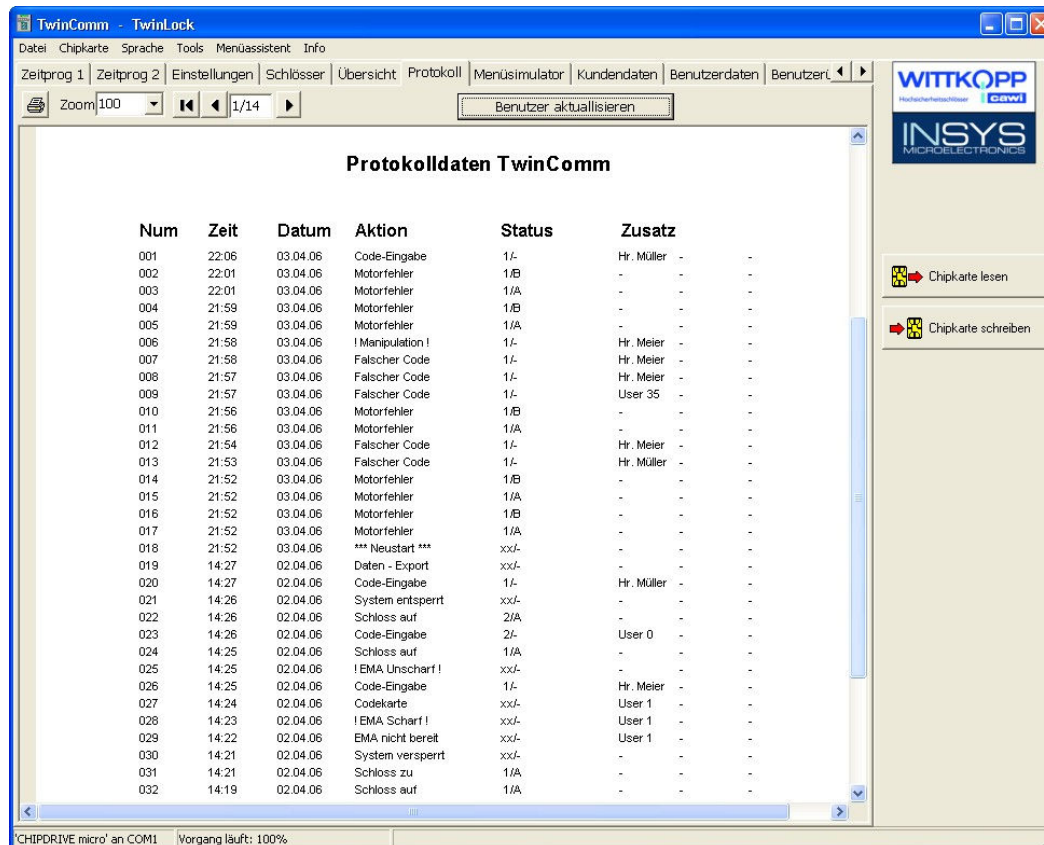 TwinComm - TwinLock
Datei Chipkarte Sprache Tools Menüassistent Info
Zeitprog 1 Zeitprog 2 Einstellungen Schlösser Übersicht Protokoll Menüsimulator Kundendaten Benutzerdaten
Zoom 100 1/14 Benutzer aktuallisieren
WITTKOPP
Hochsicherheitsschlösser cawi
INSYS
MICROELECTRONICS
Protokolldaten TwinComm
Num Zeit Datum Aktion Status Zusatz
001 22:06 03.04.06 Code-Eingabe 1/- Hr. Müller - -
002 22:01 03.04.06 Motorfehler 1/B - - -
003 22:01 03.04.06 Motorfehler 1/A - - -
004 21:59 03.04.06 Motorfehler 1/B - - -
005 21:59 03.04.06 Motorfehler 1/A - - -
006 21:58 03.04.06 ! Manipulation ! 1/- Hr. Meier - -
007 21:58 03.04.06 Falscher Code 1/- Hr. Meier - -
008 21:57 03.04.06 Falscher Code 1/- Hr. Meier - -
009 21:57 03.04.06 Falscher Code 1/- User 35 - -
010 21:56 03.04.06 Motorfehler 1/B - - -
011 21:56 03.04.06 Motorfehler 1/A - - -
012 21:54 03.04.06 Falscher Code 1/- Hr. Meier - -
013 21:53 03.04.06 Falscher Code 1/- Hr. Müller - -
014 21:52 03.04.06 Motorfehler 1/B - - -
015 21:52 03.04.06 Motorfehler 1/A - - -
016 21:52 03.04.06 Motorfehler 1/B - - -
017 21:52 03.04.06 Motorfehler 1/A - - -
018 21:52 03.04.06 *** Neustart *** xx/- - - -
019 14:27 02.04.06 Daten - Export xx/- - - -
020 14:27 02.04.06 Code-Eingabe 1/- Hr. Müller - -
021 14:26 02.04.06 System entsperrt xx/- - - -
022 14:26 02.04.06 Schloss auf 2/A - - -
023 14:26 02.04.06 Code-Eingabe 2/- User 0 - -
024 14:25 02.04.06 Schloss auf 1/A - - -
025 14:25 02.04.06 ! EMA Unscharf ! xx/- - - -
026 14:25 02.04.06 Code-Eingabe 1/- Hr. Meier - -
027 14:24 02.04.06 Codekarte xx/- User 1 - -
028 14:23 02.04.06 ! EMA Scharf ! xx/- User 1 - -
029 14:22 02.04.06 EMA nicht bereit xx/- User 1 - -
030 14:21 02.04.06 System versperrt xx/- - - -
031 14:21 02.04.06 Schloss zu 1/A - - -
032 14:19 02.04.06 Schloss auf 1/A - - -
Chipkarte lesen
Chipkarte schreiben
'CHIPDRIVE micro' an COM1 Vorgang läuft: 100%